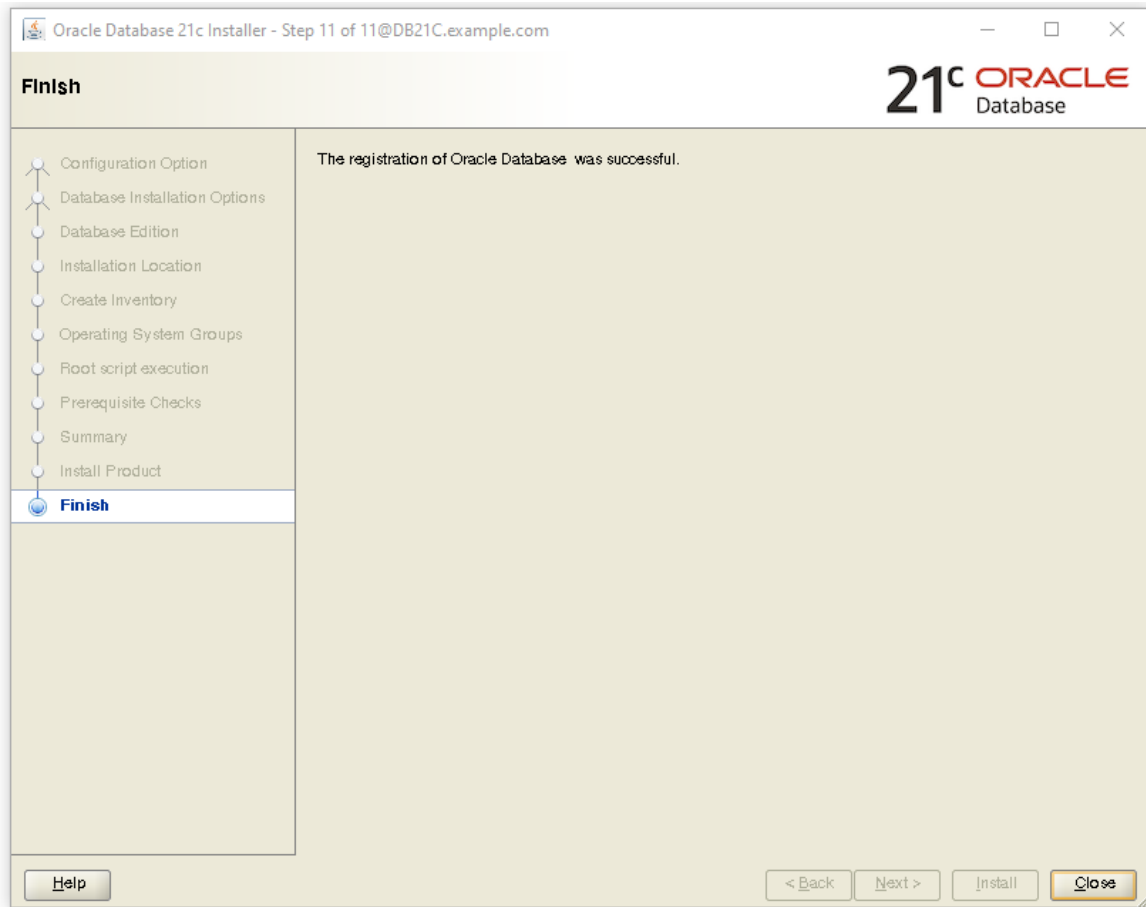 Oracle Database 21c Installer - Step 11 of 11@DB21C.example.com
Finish
21c ORACLE
Database
Configuration Option
Database Installation Options
Database Edition
Installation Location
Create Inventory
Operating System Groups
Root script execution
Prerequisite Checks
Summary
Install Product
Finish
The registration of Oracle Database  was successful.
Help
< Back
Next >
Install
Close